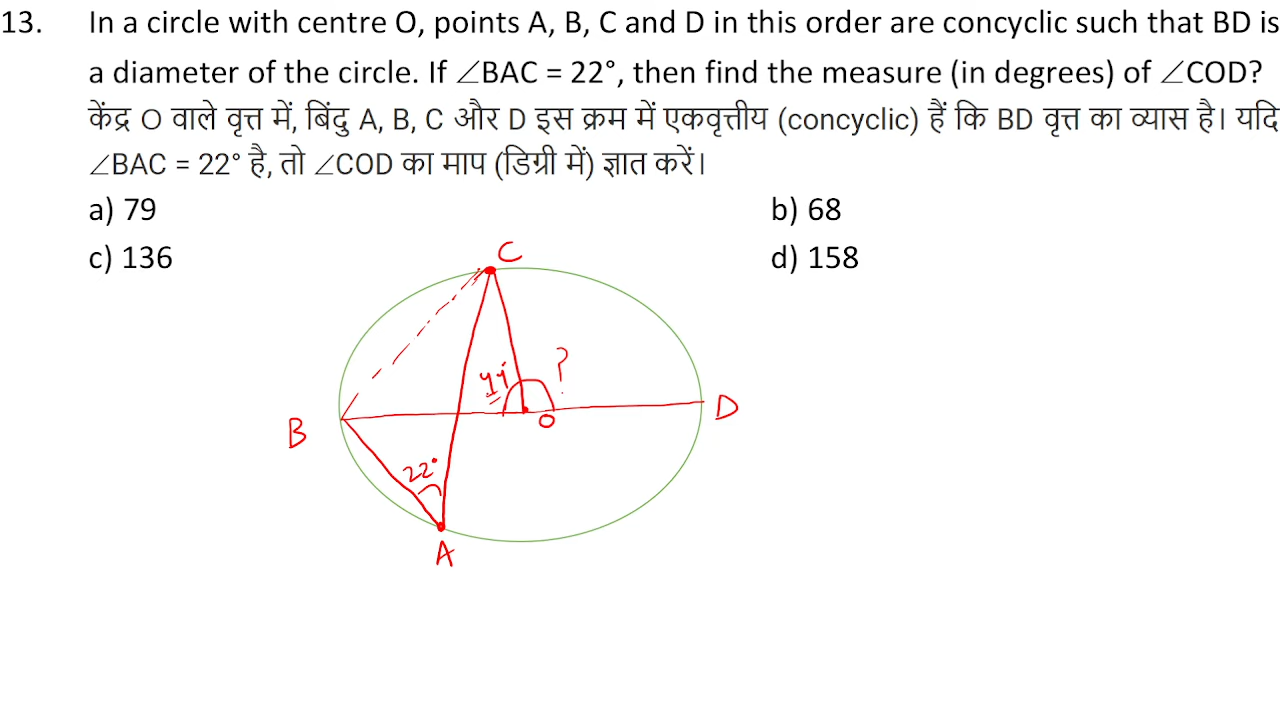 13. In a circle with centre O, points A, B, C and D in this order are concyclic such that BD is
a diameter of the circle. If ∠BAC = 22°, then find the measure (in degrees) of ∠COD?
केंद्र O वाले वृत्त में, बिंदु A, B, C और D इस क्रम में एकवृत्तीय (concyclic) हैं कि BD वृत्त का व्यास है। यदि
∠BAC = 22° है, तो ∠COD का माप (डिग्री में) ज्ञात करें।
a) 79 b) 68
c) 136 d) 158
C
44° ?
B O D
22°
A